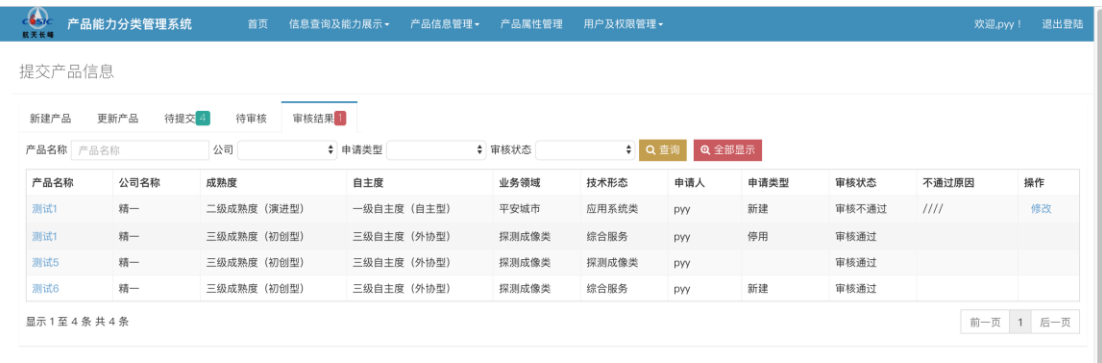 CASIC 航天长峰 产品能力分类管理系统 首页 信息查询及能力展示 产品信息管理 产品属性管理 用户及权限管理 欢迎,pyy！ 退出登陆
提交产品信息
新建产品 更新产品 待提交 4 待审核 审核结果 1
产品名称 产品名称 公司 申请类型 审核状态 查询 全部显示
产品名称 公司名称 成熟度 自主度 业务领域 技术形态 申请人 申请类型 审核状态 不通过原因 操作
测试1 精一 二级成熟度（演进型） 一级自主度（自主型） 平安城市 应用系统类 pyy 新建 审核不通过 //// 修改
测试1 精一 三级成熟度（初创型） 三级自主度（外协型） 探测成像类 综合服务 pyy 停用 审核通过
测试5 精一 三级成熟度（初创型） 三级自主度（外协型） 探测成像类 探测成像类 pyy 审核通过
测试6 精一 三级成熟度（初创型） 三级自主度（外协型） 探测成像类 综合服务 pyy 新建 审核通过
显示 1 至 4 条 共 4 条 前一页 1 后一页